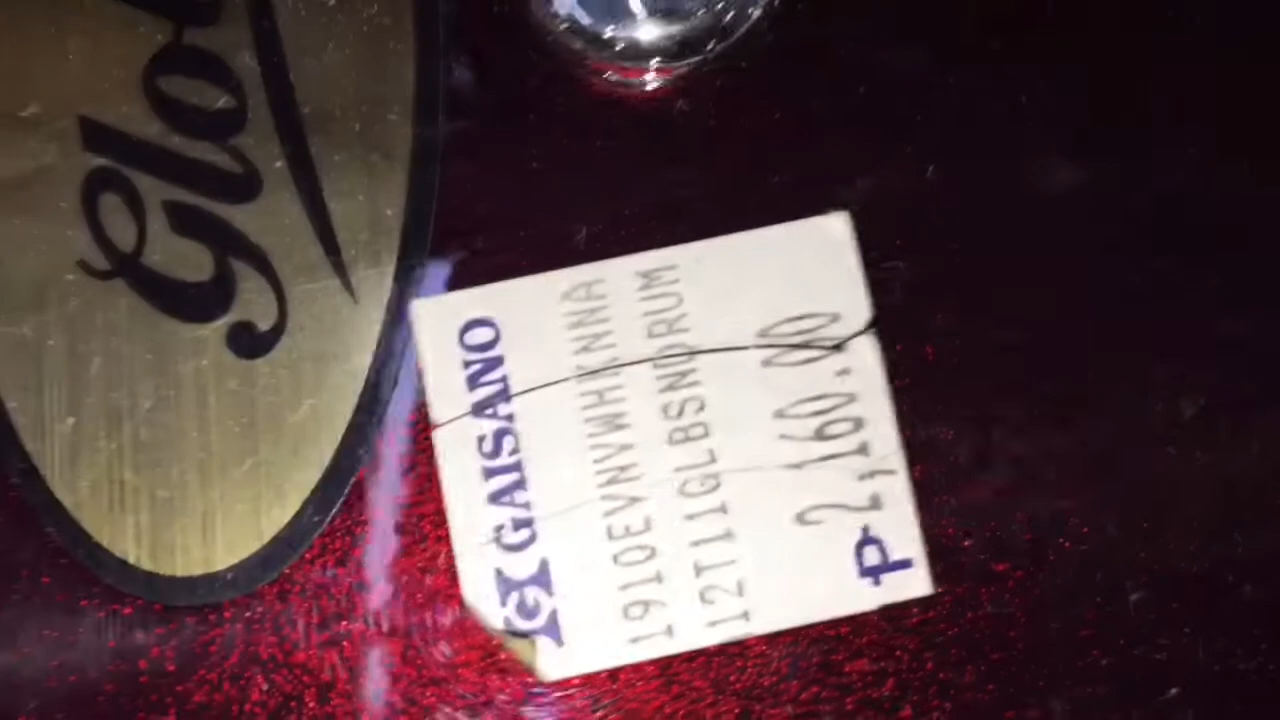 Glo
GAISANO
1910EVNVWHKNNA
12T11GLBSNDRUM
P 2,160.00